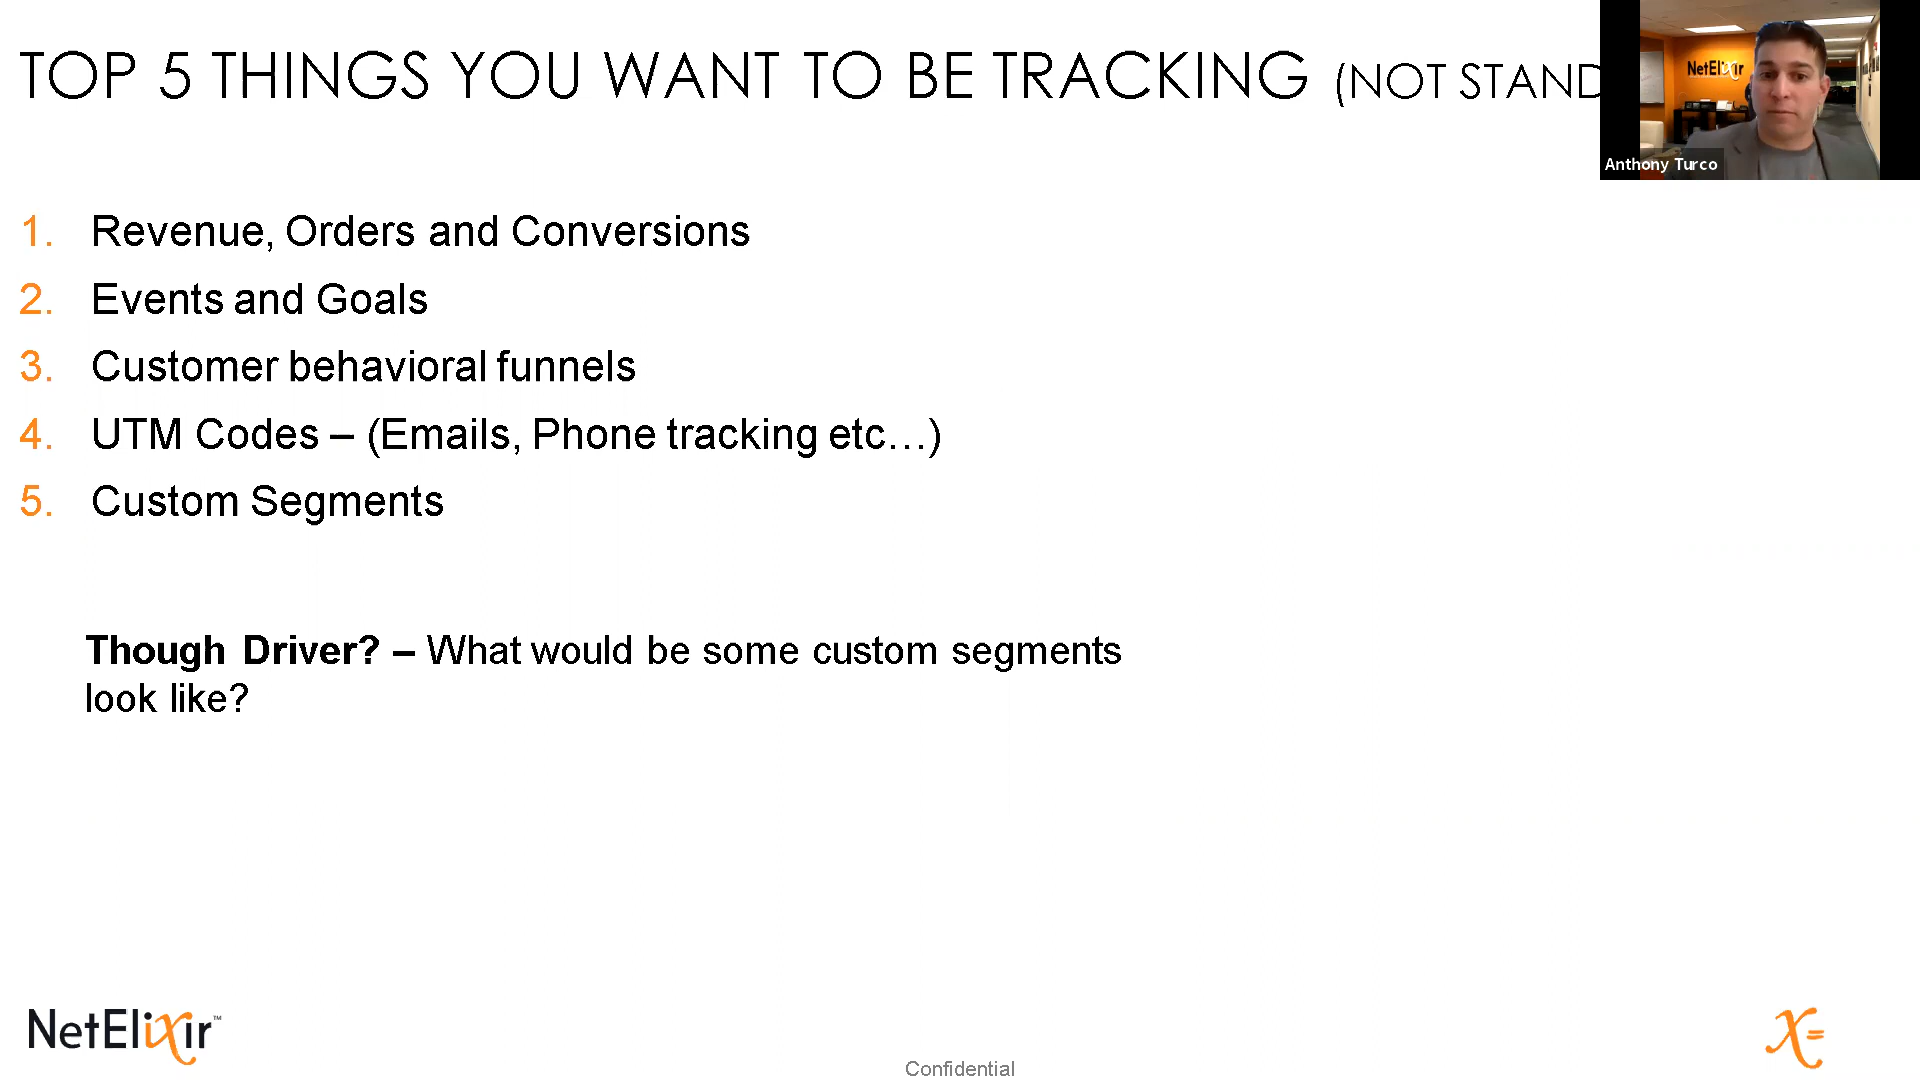 TOP 5 THINGS YOU WANT TO BE TRACKING (NOT STAND
NetElixir
Anthony Turco
1. Revenue, Orders and Conversions
2. Events and Goals
3. Customer behavioral funnels
4. UTM Codes – (Emails, Phone tracking etc…)
5. Custom Segments
Though Driver? – What would be some custom segments
look like?
NetElixir™
X=
Confidential